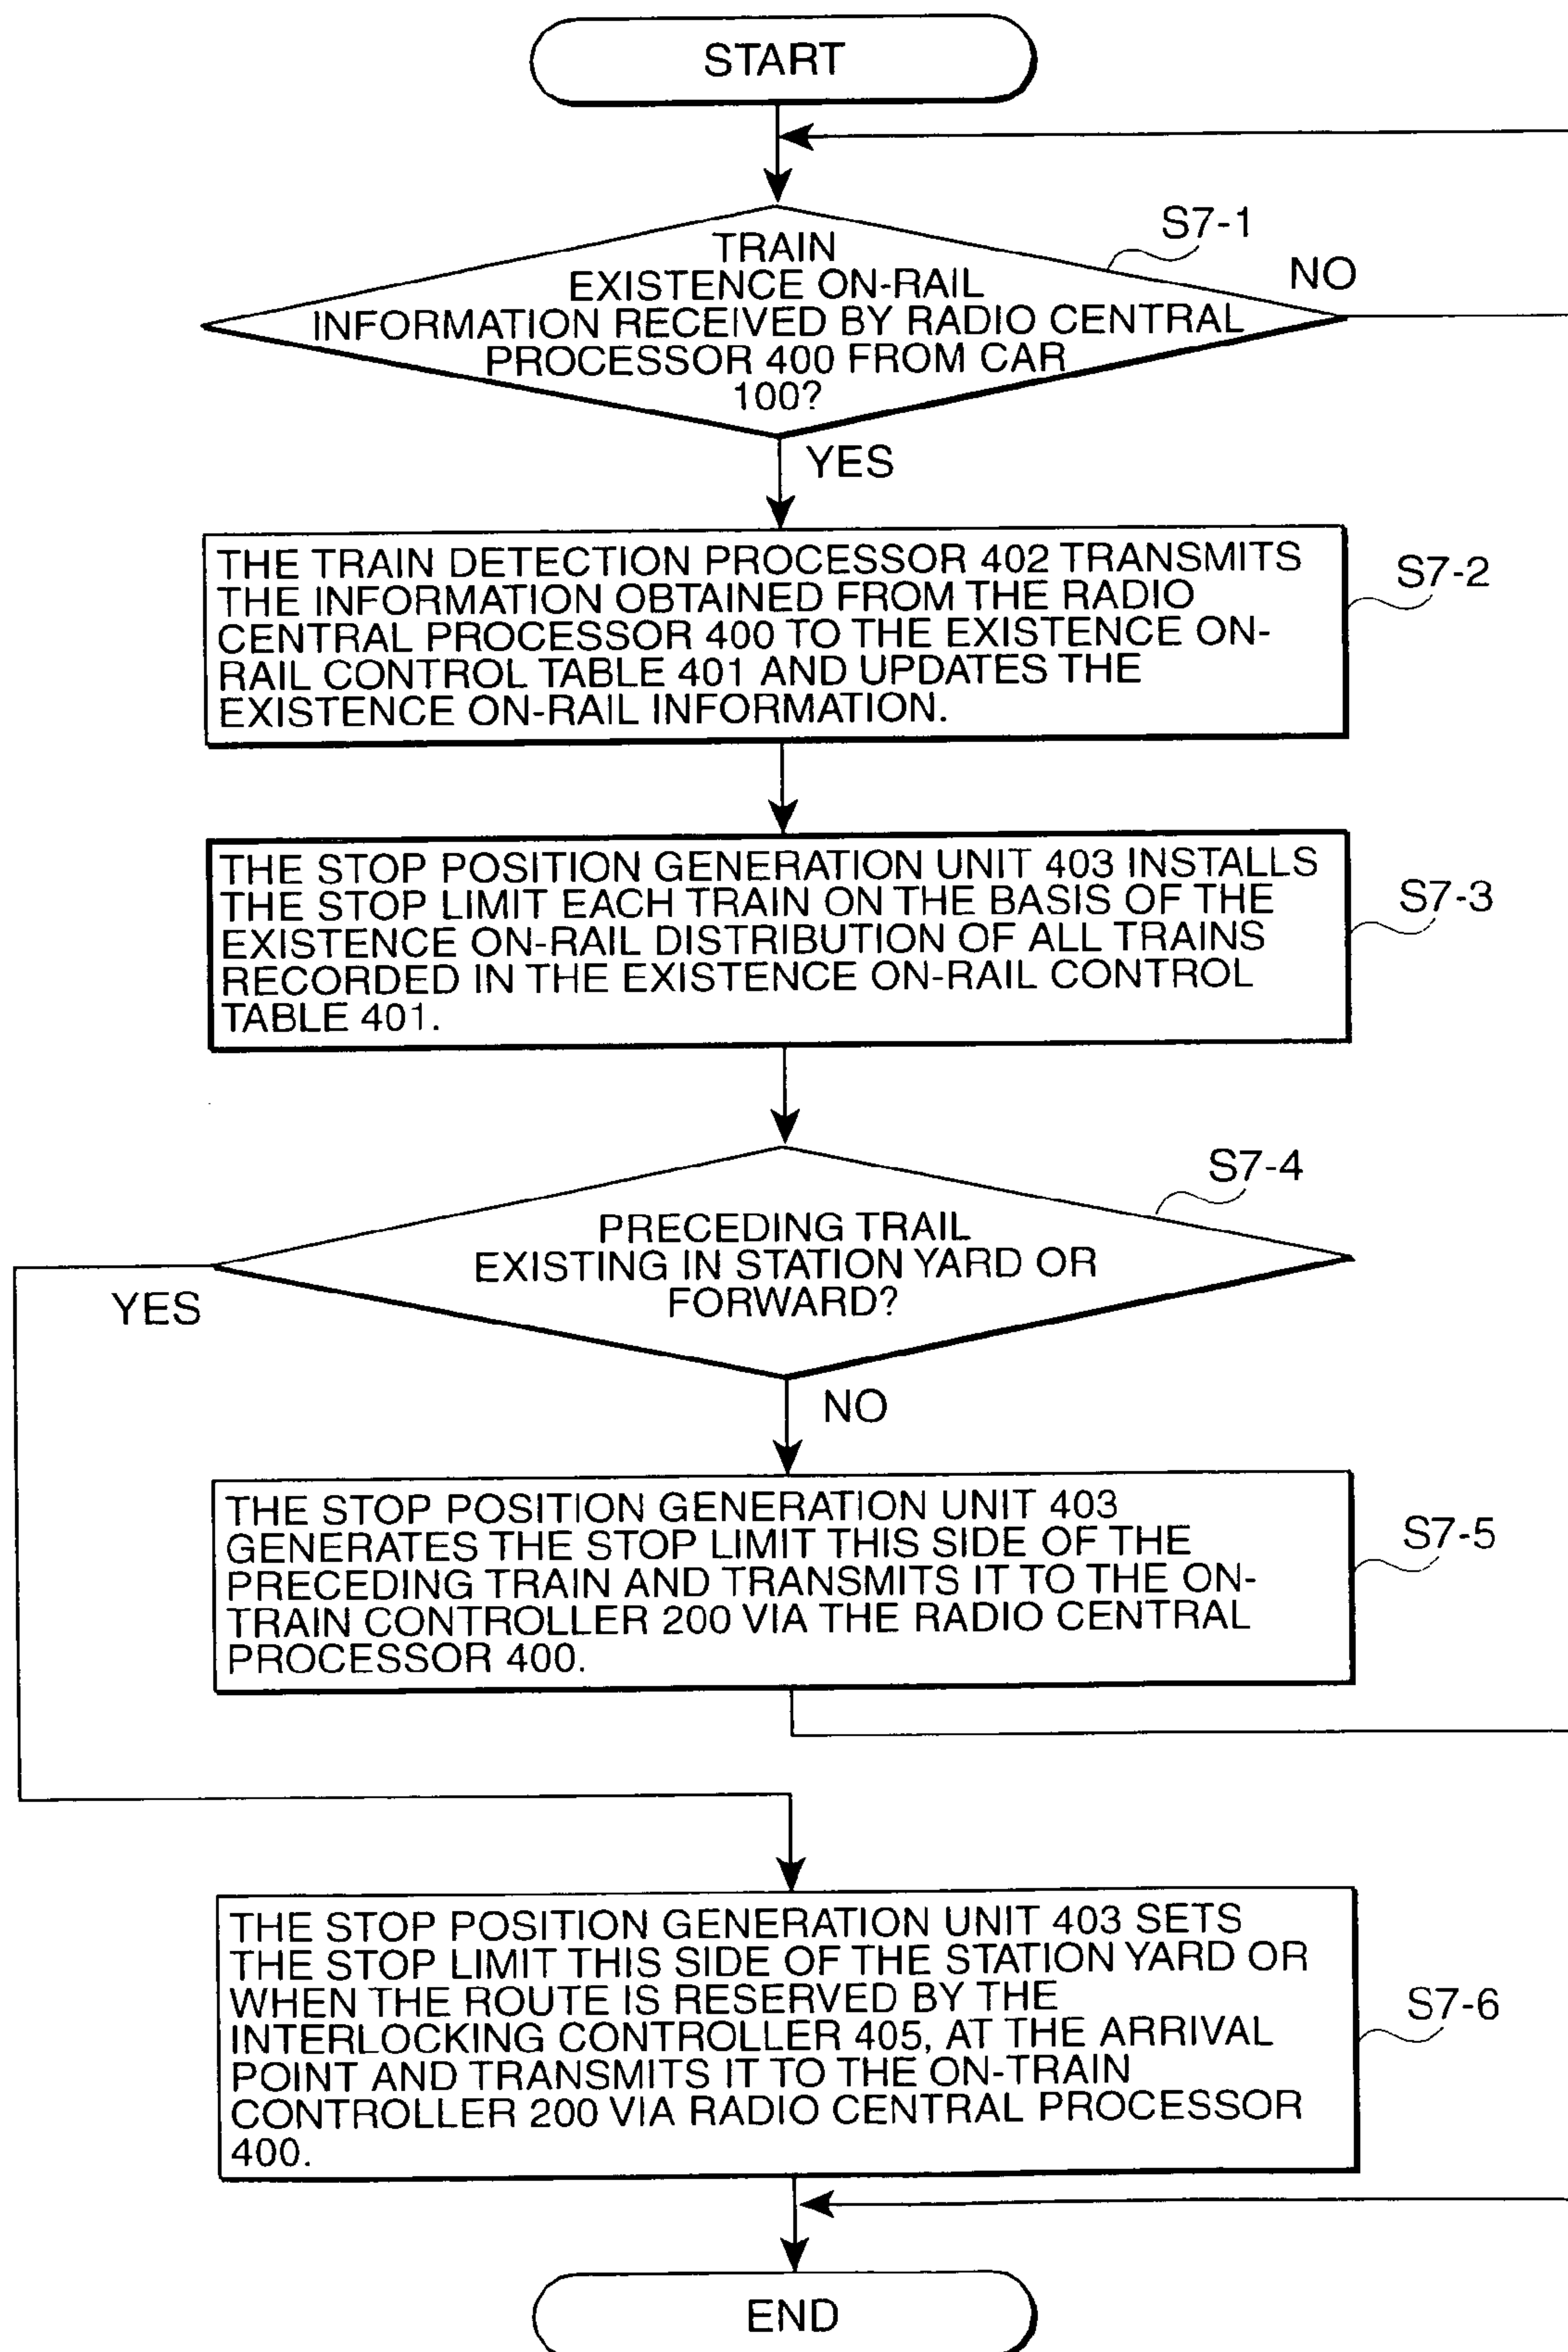 START
S7-1
TRAIN
EXISTENCE ON-RAIL
INFORMATION RECEIVED BY RADIO CENTRAL
PROCESSOR 400 FROM CAR
100?
NO
YES
THE TRAIN DETECTION PROCESSOR 402 TRANSMITS
THE INFORMATION OBTAINED FROM THE RADIO
CENTRAL PROCESSOR 400 TO THE EXISTENCE ON-
RAIL CONTROL TABLE 401 AND UPDATES THE
EXISTENCE ON-RAIL INFORMATION.
S7-2
THE STOP POSITION GENERATION UNIT 403 INSTALLS
THE STOP LIMIT EACH TRAIN ON THE BASIS OF THE
EXISTENCE ON-RAIL DISTRIBUTION OF ALL TRAINS
RECORDED IN THE EXISTENCE ON-RAIL CONTROL
TABLE 401.
S7-3
S7-4
PRECEDING TRAIL
EXISTING IN STATION YARD OR
FORWARD?
YES
NO
THE STOP POSITION GENERATION UNIT 403
GENERATES THE STOP LIMIT THIS SIDE OF THE
PRECEDING TRAIN AND TRANSMITS IT TO THE ON-
TRAIN CONTROLLER 200 VIA THE RADIO CENTRAL
PROCESSOR 400.
S7-5
THE STOP POSITION GENERATION UNIT 403 SETS
THE STOP LIMIT THIS SIDE OF THE STATION YARD OR
WHEN THE ROUTE IS RESERVED BY THE
INTERLOCKING CONTROLLER 405, AT THE ARRIVAL
POINT AND TRANSMITS IT TO THE ON-TRAIN
CONTROLLER 200 VIA RADIO CENTRAL PROCESSOR
400.
S7-6
END